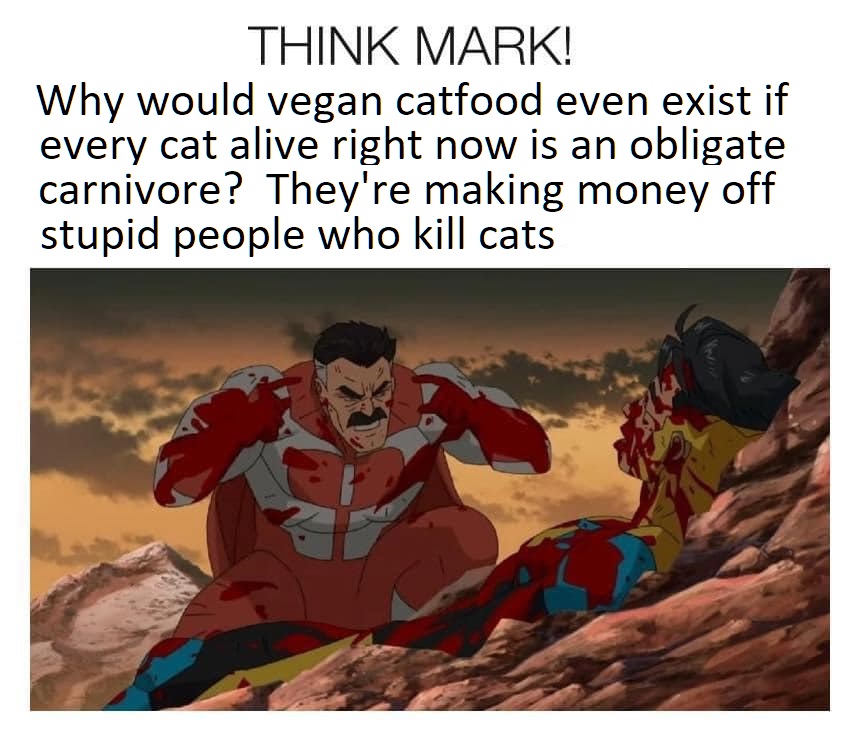 THINK MARK!
Why would vegan catfood even exist if
every cat alive right now is an obligate
carnivore? They're making money off
stupid people who kill cats